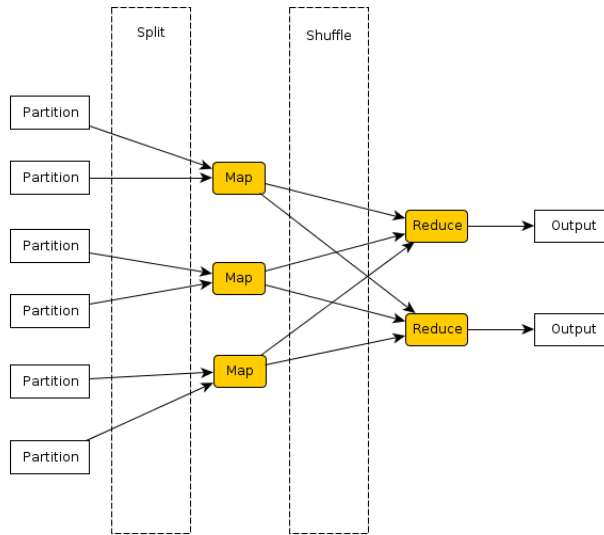 Split
Shuffle
Partition
Partition
Map
Partition
Map
Partition
Partition
Map
Partition
Reduce
Output
Reduce
Output